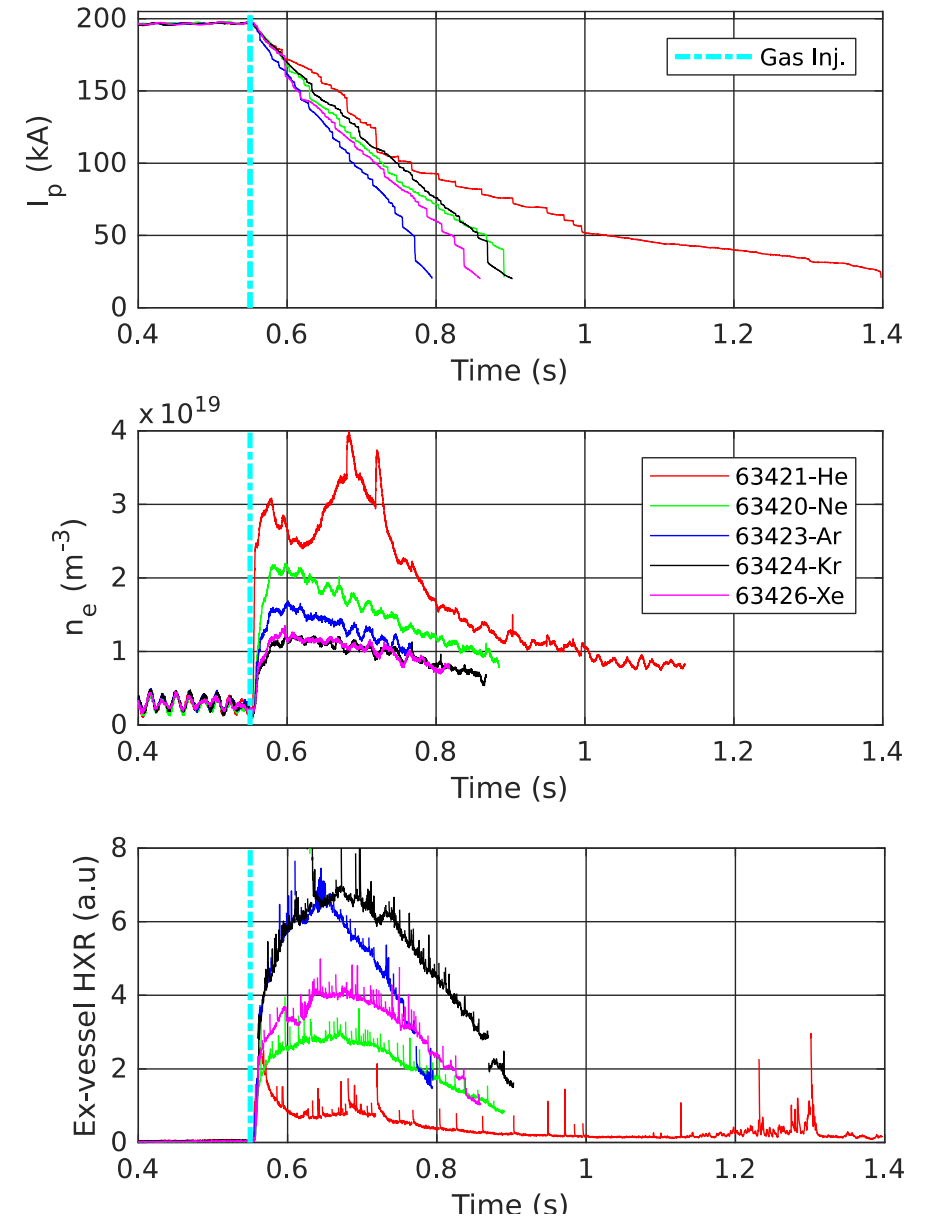 200
150
100
50
0
I_p (kA)
Gas Inj.
0.4 0.6 0.8 1 1.2 1.4
Time (s)
x 10^19
4
3
2
1
0
n_e (m^-3)
63421-He
63420-Ne
63423-Ar
63424-Kr
63426-Xe
0.4 0.6 0.8 1 1.2 1.4
Time (s)
8
6
4
2
0
Ex-vessel HXR (a.u)
0.4 0.6 0.8 1 1.2 1.4
Time (s)